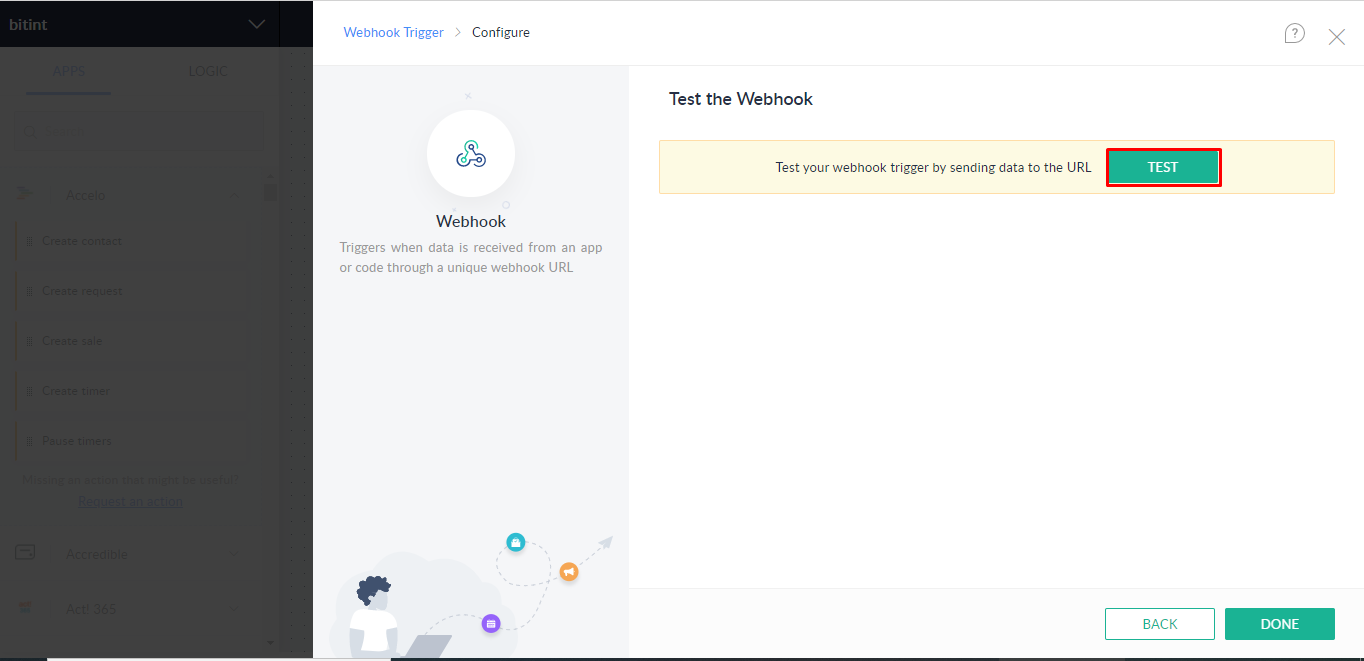 bitint
APPS
LOGIC
Accelo
Create contact
Create request
Create sale
Create timer
Pause timers
Missing an action that might be useful?
Request an action
Accredible
Act! 365
Webhook Trigger > Configure
?
Webhook
Triggers when data is received from an app
or code through a unique webhook URL
Test the Webhook
Test your webhook trigger by sending data to the URL
TEST
BACK
DONE